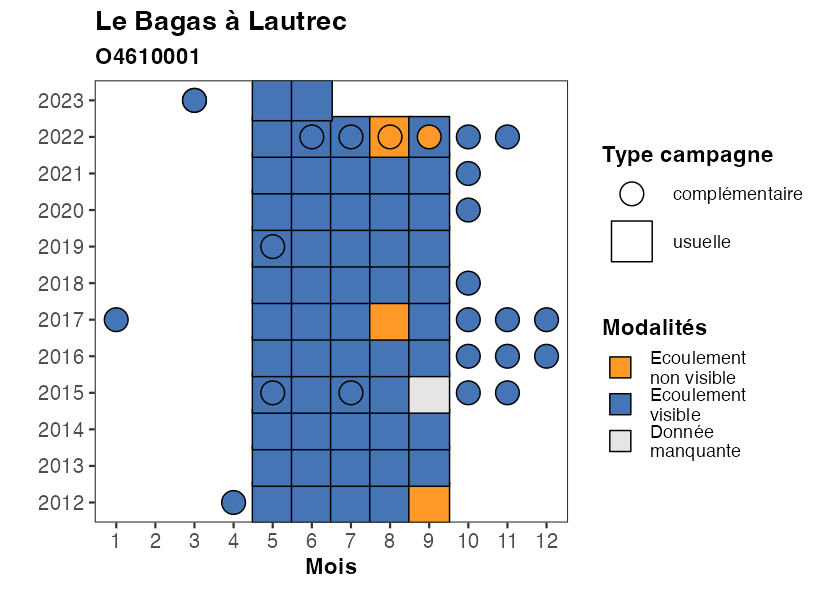 Le Bagas à Lautrec
O4610001
2023
2022
2021
2020
2019
2018
2017
2016
2015
2014
2013
2012
1 2 3 4 5 6 7 8 9 10 11 12
Mois
Type campagne
complémentaire
usuelle
Modalités
Ecoulement
non visible
Ecoulement
visible
Donnée
manquante